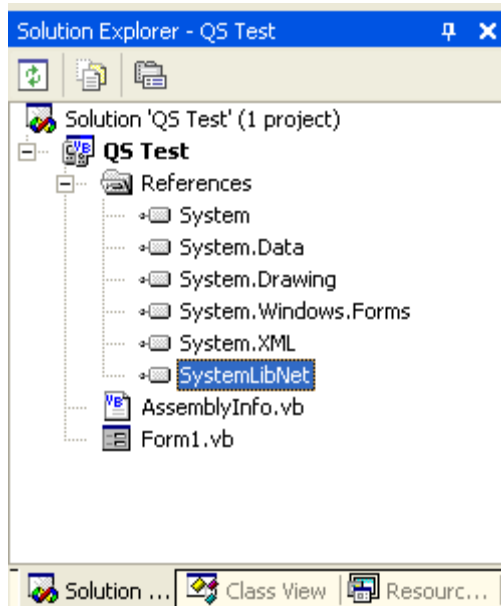 Solution Explorer - QS Test
Solution 'QS Test' (1 project)
QS Test
References
System
System.Data
System.Drawing
System.Windows.Forms
System.XML
SystemLibNet
AssemblyInfo.vb
Form1.vb
Solution ... Class View Resourc...